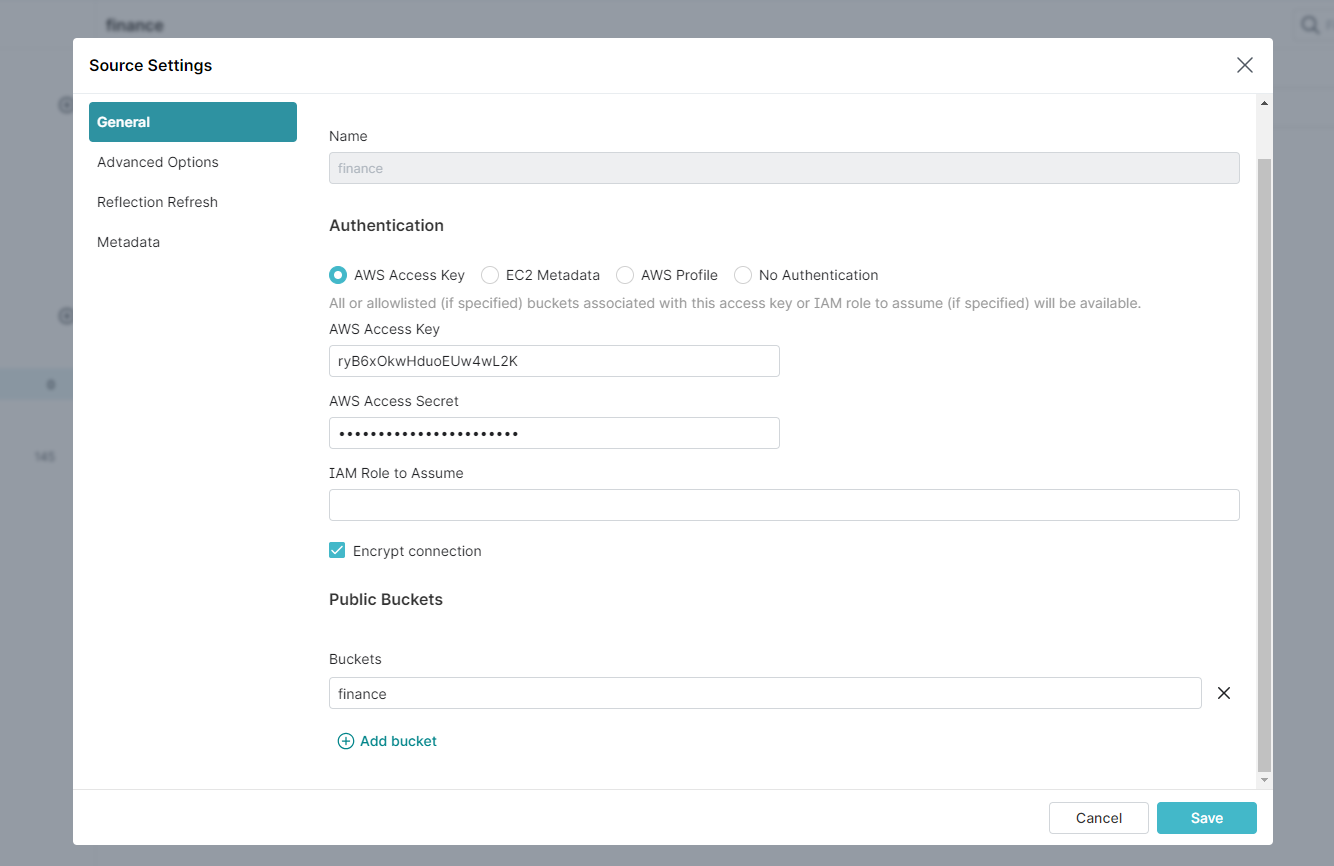 finance
Source Settings
General
Advanced Options
Reflection Refresh
Metadata
Name
finance
Authentication
AWS Access Key EC2 Metadata AWS Profile No Authentication
All or allowlisted (if specified) buckets associated with this access key or IAM role to assume (if specified) will be available.
AWS Access Key
ryB6xOkwHduoEUw4wL2K
AWS Access Secret
•••••••••••••••••••••••
IAM Role to Assume
Encrypt connection
Public Buckets
Buckets
finance
Add bucket
Cancel Save